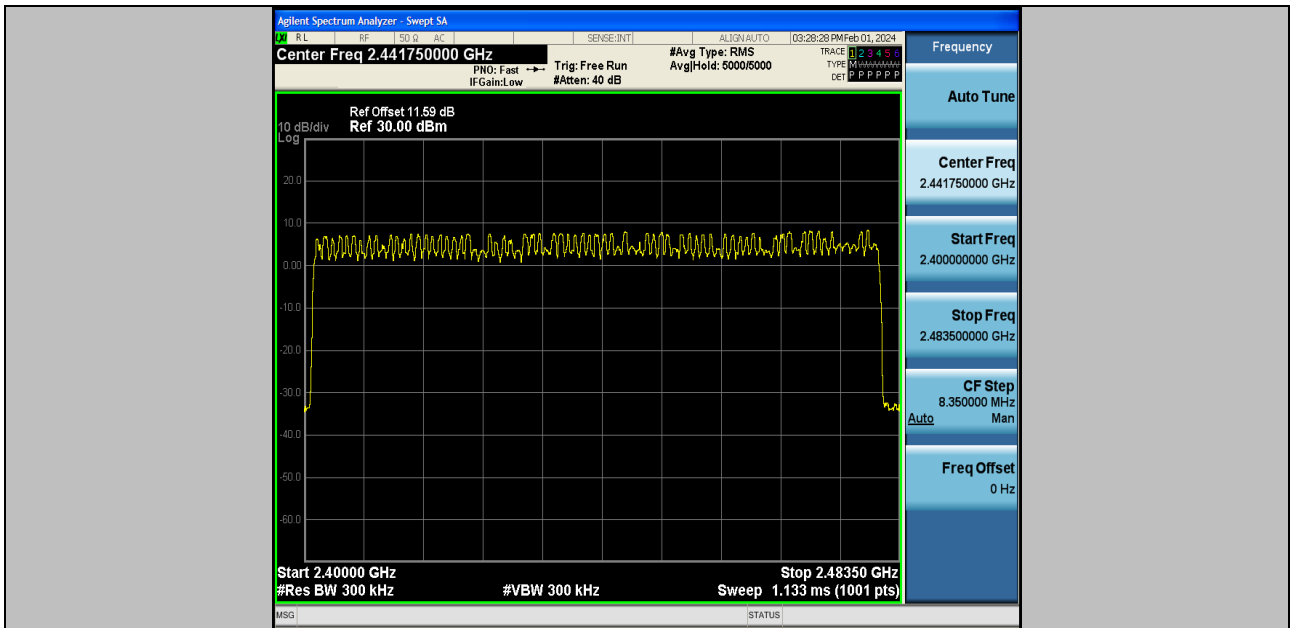 Agilent Spectrum Analyzer - Swept SA
RL RF 50 Ω AC SENSE:INT ALIGN AUTO 03:28:28 PM Feb 01, 2024
Center Freq 2.441750000 GHz
PNO: Fast
IFGain:Low
Trig: Free Run
#Atten: 40 dB
#Avg Type: RMS
Avg|Hold: 5000/5000
TRACE 1 2 3 4 5 6
TYPE M
DET P P P P P P
Ref Offset 11.59 dB
10 dB/div Ref 30.00 dBm
Log
20.0
10.0
0.00
-10.0
-20.0
-30.0
-40.0
-50.0
-60.0
Start 2.40000 GHz Stop 2.48350 GHz
#Res BW 300 kHz #VBW 300 kHz Sweep 1.133 ms (1001 pts)
MSG STATUS
Frequency
Auto Tune
Center Freq
2.441750000 GHz
Start Freq
2.400000000 GHz
Stop Freq
2.483500000 GHz
CF Step
8.350000 MHz
Auto Man
Freq Offset
0 Hz